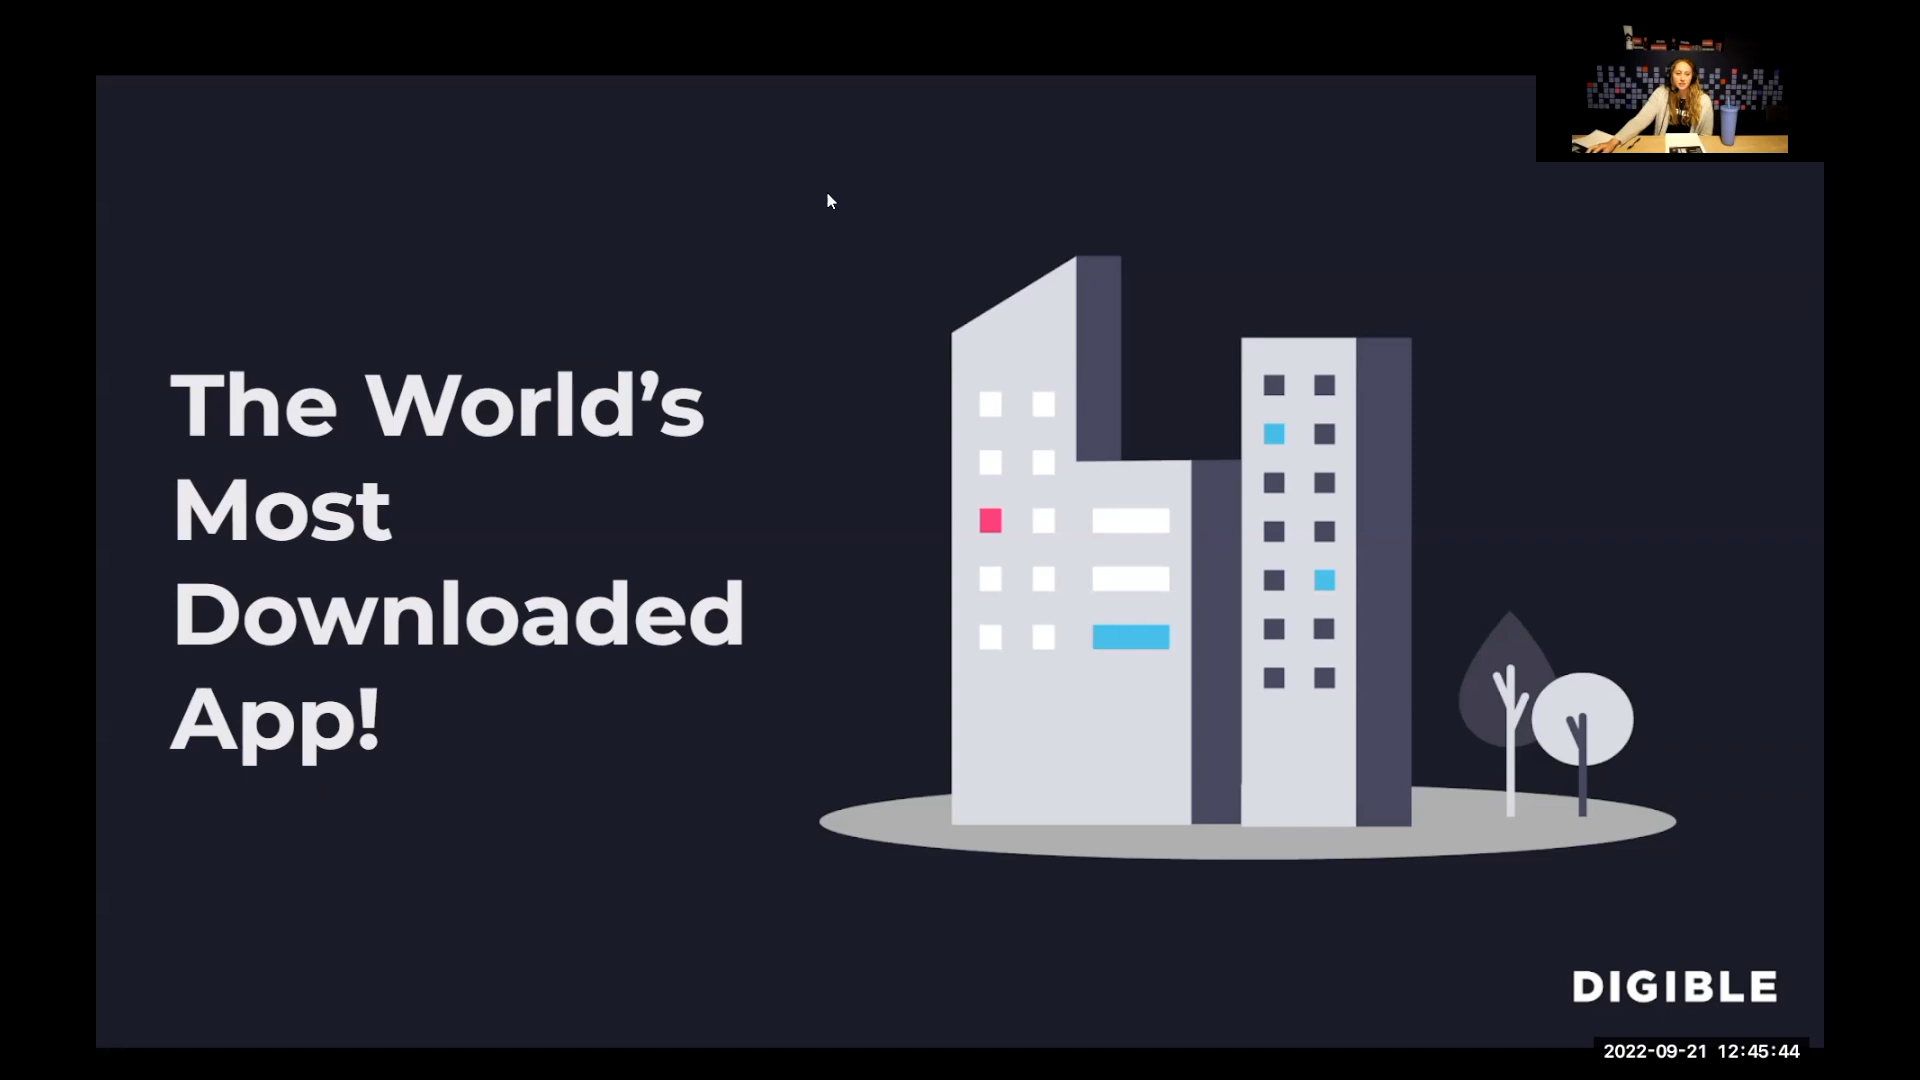 The World’s
Most
Downloaded
App!
DIGIBLE
2022-09-21 12:45:44